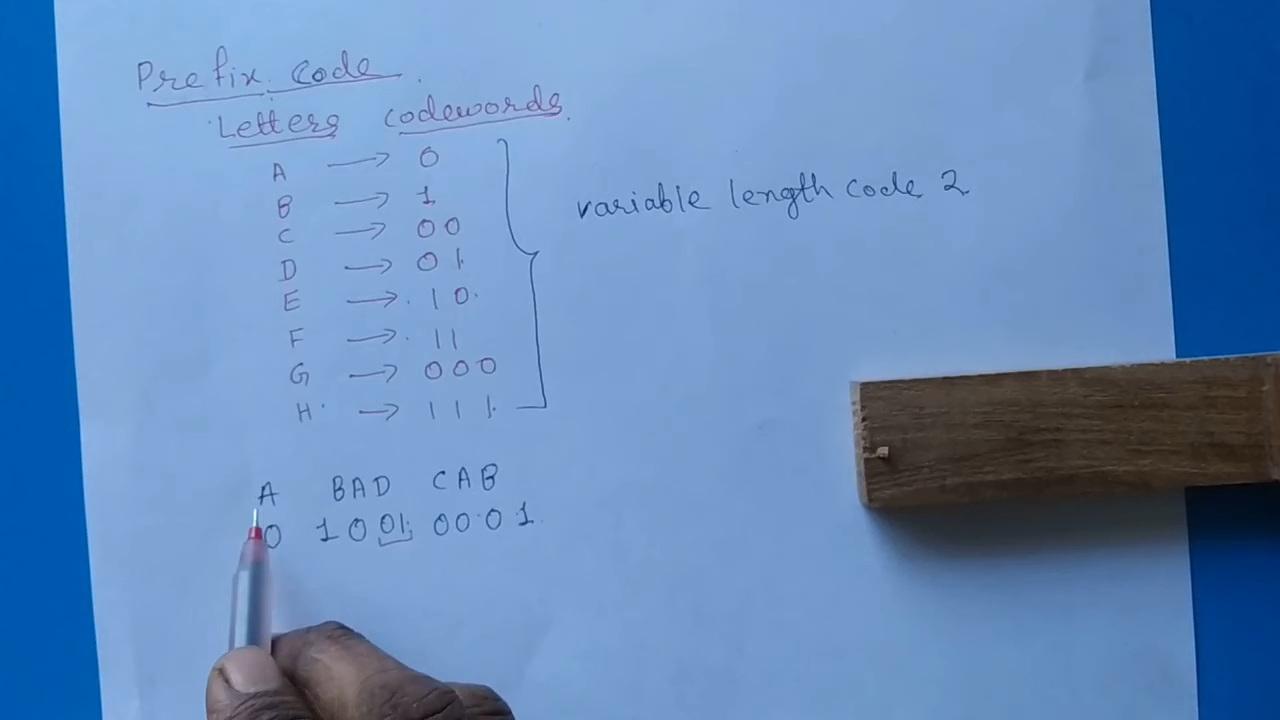 Prefix code
Letters codewords
A → 0
B → 1
C → 00
D → 01
E → 10
F → 11
G → 000
H → 111
variable length code 2
A BAD CAB
0 1001 0001